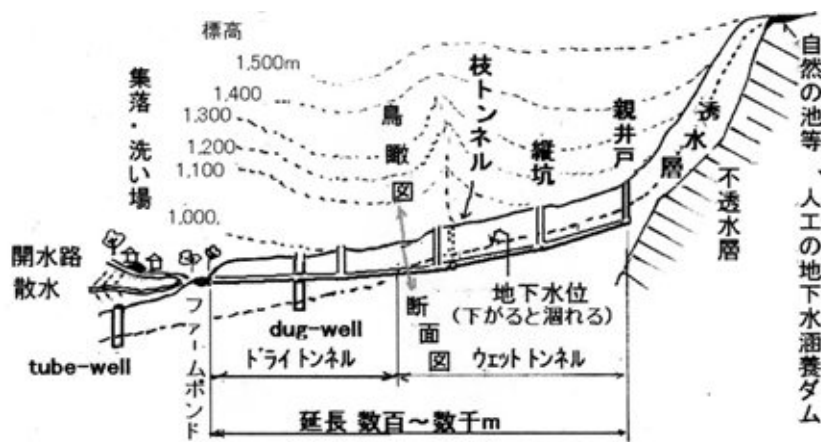 標高
1,500m
1,400
1,300
1,200
1,100
1,000.
集落・洗い場
鳥瞰図
枝トンネル
縦坑
親井戸
透水層
不透水層
自然の池等、人工の地下水涵養ダム
開水路
散水
tube-well
ファームポンド
dug-well
ドライトンネル
断面図
地下水位
(下がると涸れる)
ウェットトンネル
延長 数百～数千m